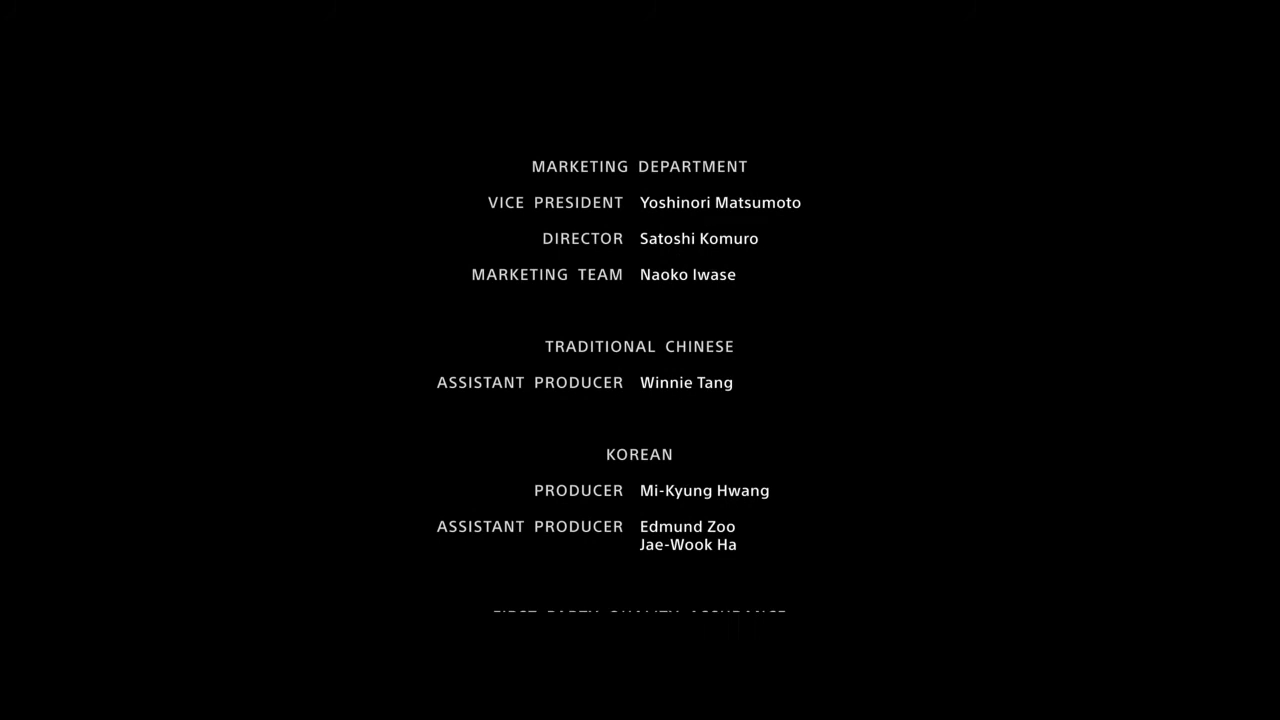 MARKETING DEPARTMENT
VICE PRESIDENT Yoshinori Matsumoto
DIRECTOR Satoshi Komuro
MARKETING TEAM Naoko Iwase
TRADITIONAL CHINESE
ASSISTANT PRODUCER Winnie Tang
KOREAN
PRODUCER Mi-Kyung Hwang
ASSISTANT PRODUCER Edmund Zoo
Jae-Wook Ha